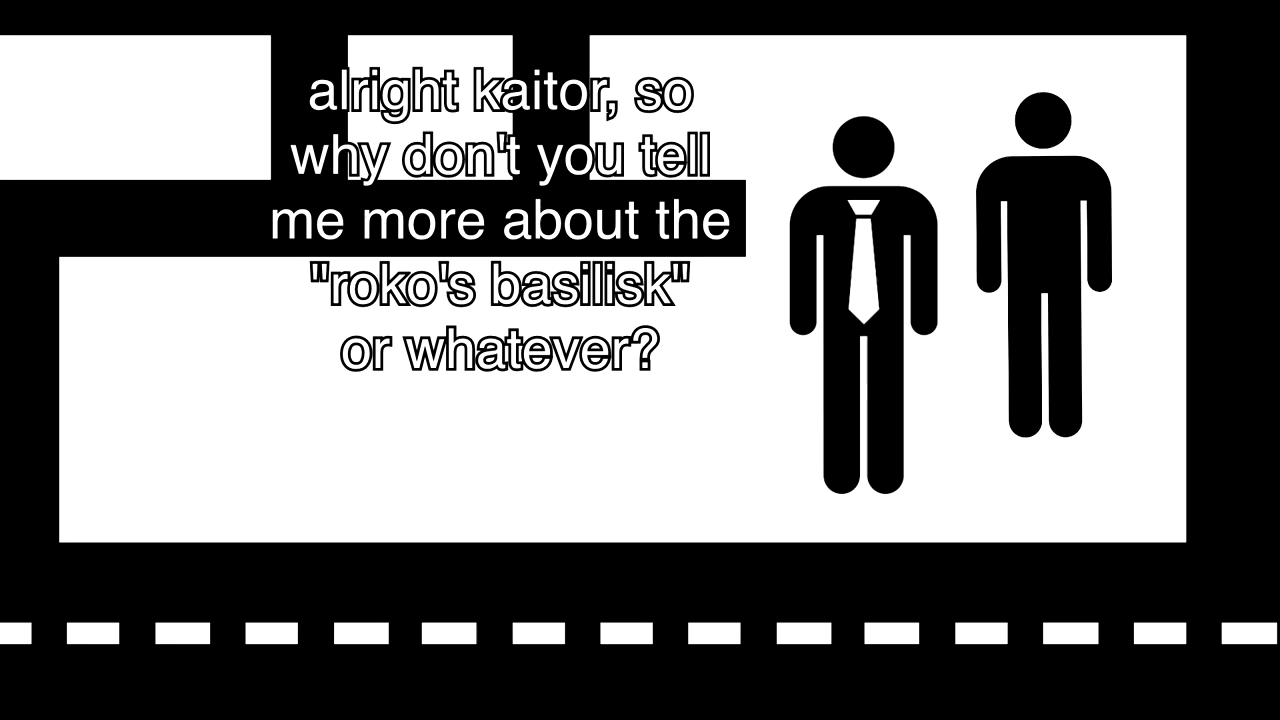 alright kaitor, so
why don't you tell
me more about the
"roko's basilisk"
or whatever?